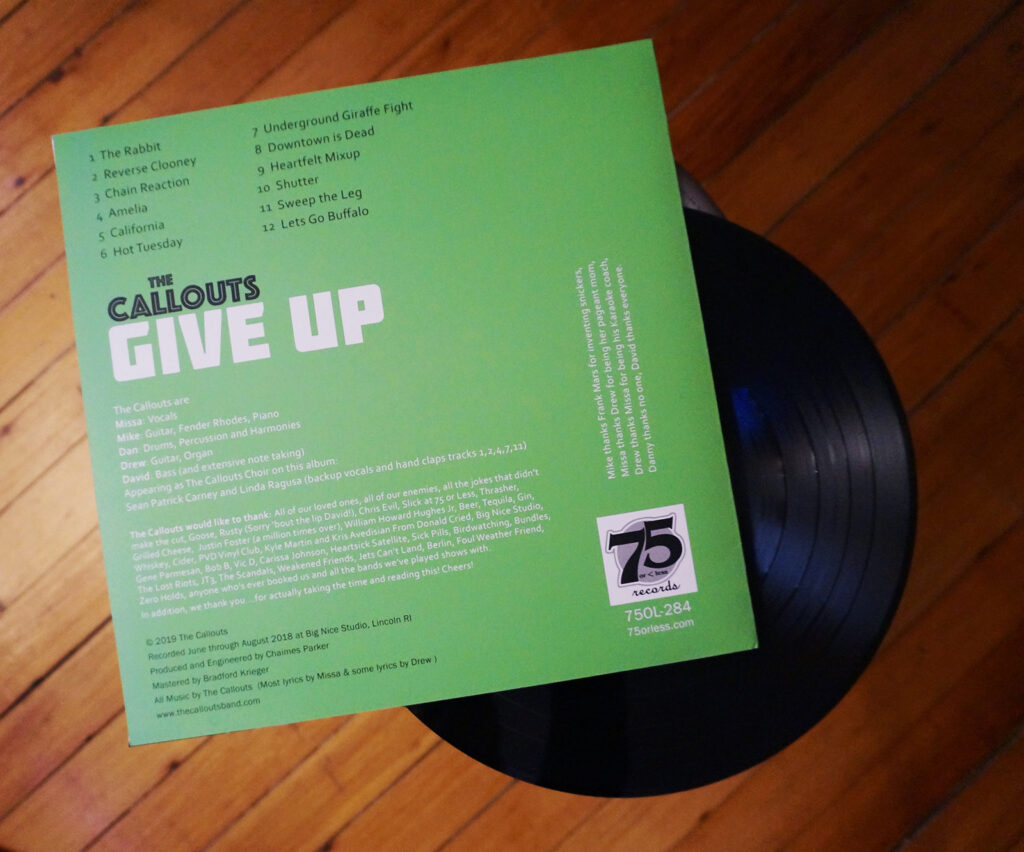 1 The Rabbit
2 Reverse Clooney
3 Chain Reaction
4 Amelia
5 California
6 Hot Tuesday
7 Underground Giraffe Fight
8 Downtown is Dead
9 Heartfelt Mixup
10 Shutter
11 Sweep the Leg
12 Lets Go Buffalo
THE
CALLOUTS
GIVE UP
The Callouts are
Missa: Vocals
Mike: Guitar, Fender Rhodes, Piano
Dan: Drums, Percussion and Harmonies
Drew: Guitar, Organ
David: Bass (and extensive note taking)
Appearing as The Callouts Choir on this album:
Sean Patrick Carney and Linda Ragusa (backup vocals and hand claps tracks 1,2,4,7,11)
The Callouts would like to thank: All of our loved ones, all of our enemies, all the jokes that didn't
make the cut, Goose, Rusty (Sorry 'bout the lip David!), Chris Evil, Slick at 75 or Less, Thrasher,
Grilled Cheese, Justin Foster (a million times over), William Howard Hughes Jr, Beer, Tequila, Gin,
Whiskey, Cider, PVD Vinyl Club, Kyle Martin and Kris Avedisian From Donald Cried, Big Nice Studio,
Gene Parmesan, Bob B, Vic D, Carissa Johnson, Heartsick Satellite, Sick Pills, Birdwatching, Bundles,
The Lost Riots, JT3, The Scandals, Weakened Friends, Jets Can't Land, Berlin, Foul Weather Friend,
Zero Holds, anyone who's ever booked us and all the bands we've played shows with.
In addition, we thank you ...for actually taking the time and reading this! Cheers!
© 2019 The Callouts
Recorded June through August 2018 at Big Nice Studio, Lincoln RI
Produced and Engineered by Chaimes Parker
Mastered by Bradford Krieger
All Music by The Callouts (Most lyrics by Missa & some lyrics by Drew )
www.thecalloutsband.com
Mike thanks Frank Mars for inventing snickers,
Missa thanks Drew for being her pageant mom,
Drew thanks Missa for being his Karaoke coach,
Danny thanks no one, David thanks everyone.
75
or < less
records
75OL-284
75orless.com